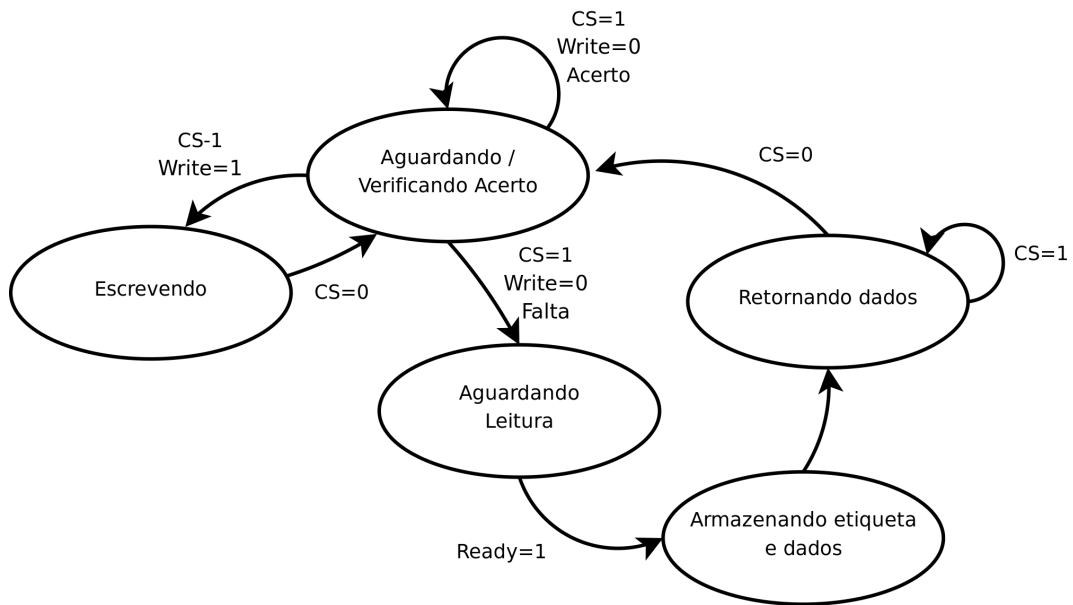 CS=1
Write=0
Acerto
CS-1
Write=1
Aguardando /
Verificando Acerto
CS=0
Escrevendo
CS=0
CS=1
Write=0
Falta
Retornando dados
CS=1
Aguardando
Leitura
Ready=1
Armazenando etiqueta
e dados